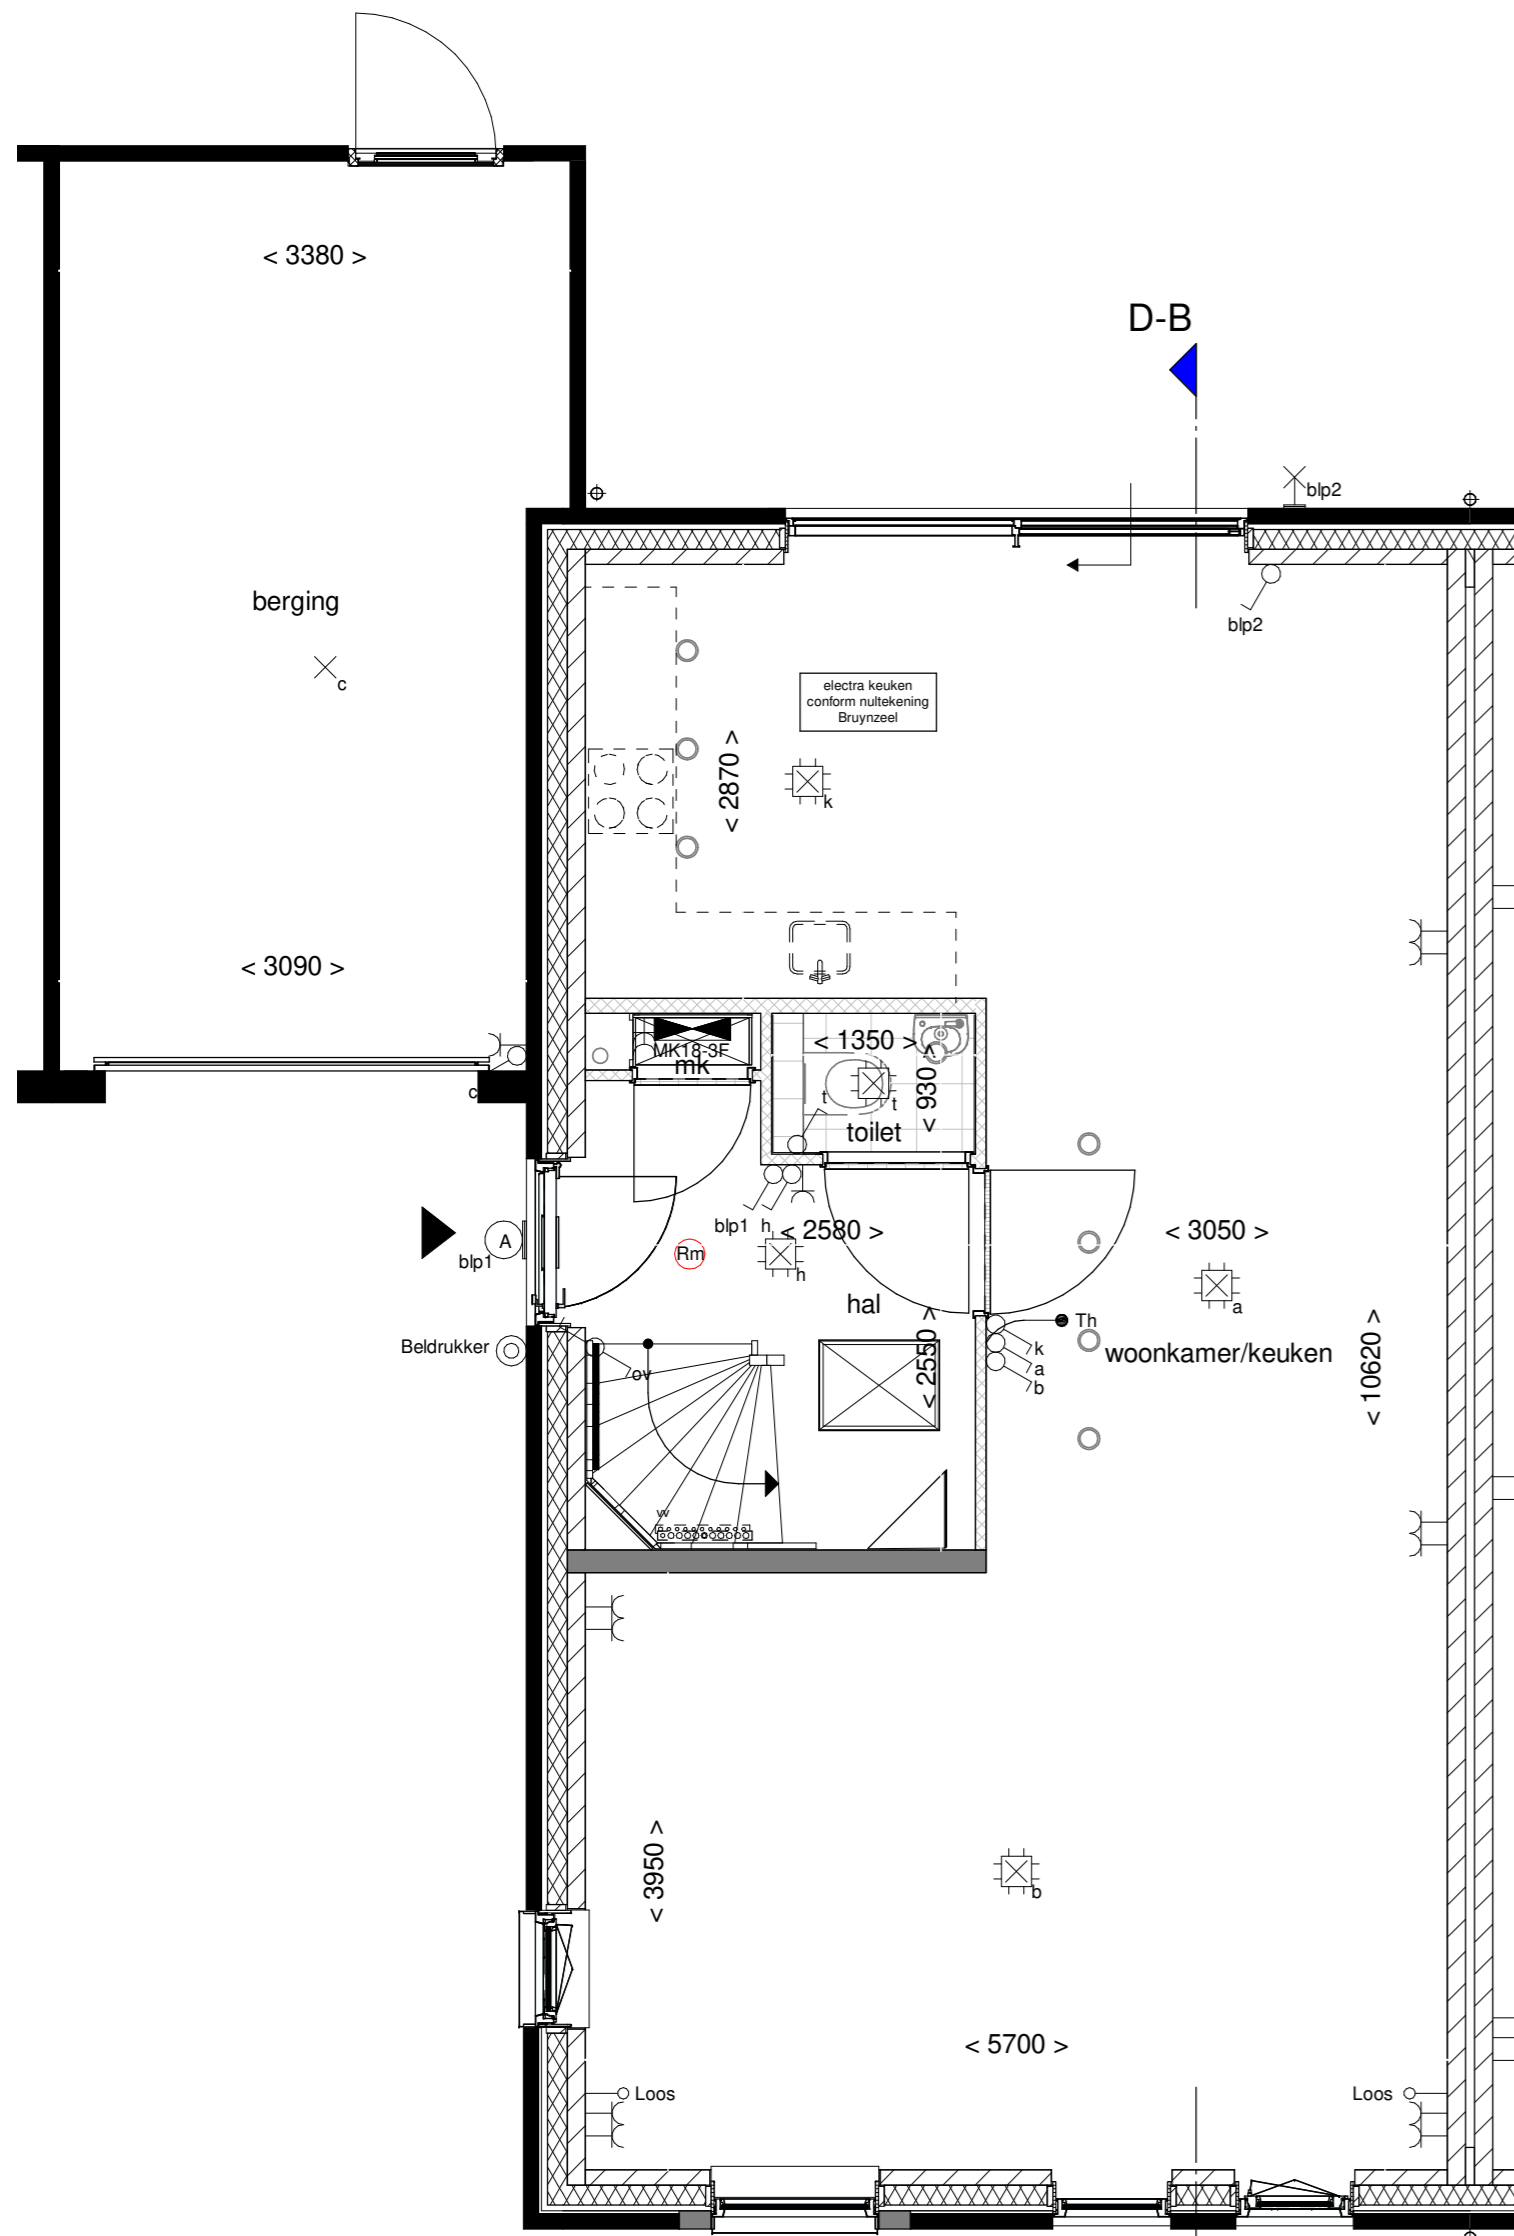 < 3380 >
D-B
blp2
berging
c
blp2
electra keuken
conform nultekening
Bruynzeel
< 2870 >
k
< 3090 >
c
MK18-3F
mk
< 1350 >
< 930 >
t
t
toilet
blp1
h
< 2580 >
< 3050 >
A
blp1
Rm
h
hal
a
Th
Beldrukker
ov
< 2550 >
k
a
b
woonkamer/keuken
< 10620 >
vv
< 3950 >
b
< 5700 >
Loos
Loos